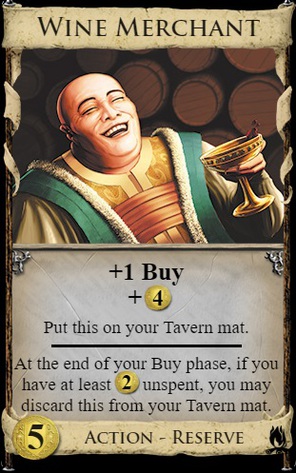 Wine Merchant
+1 Buy
+ 4
Put this on your Tavern mat.
At the end of your Buy phase, if you
have at least 2 unspent, you may
discard this from your Tavern mat.
5 Action - Reserve